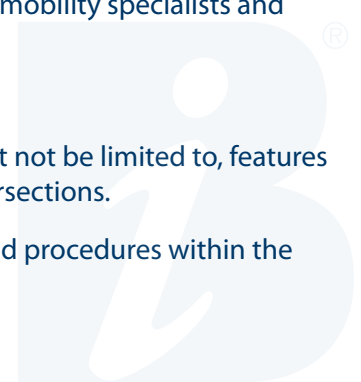 mobility specialists and
®
t not be limited to, features
rsections.
d procedures within the